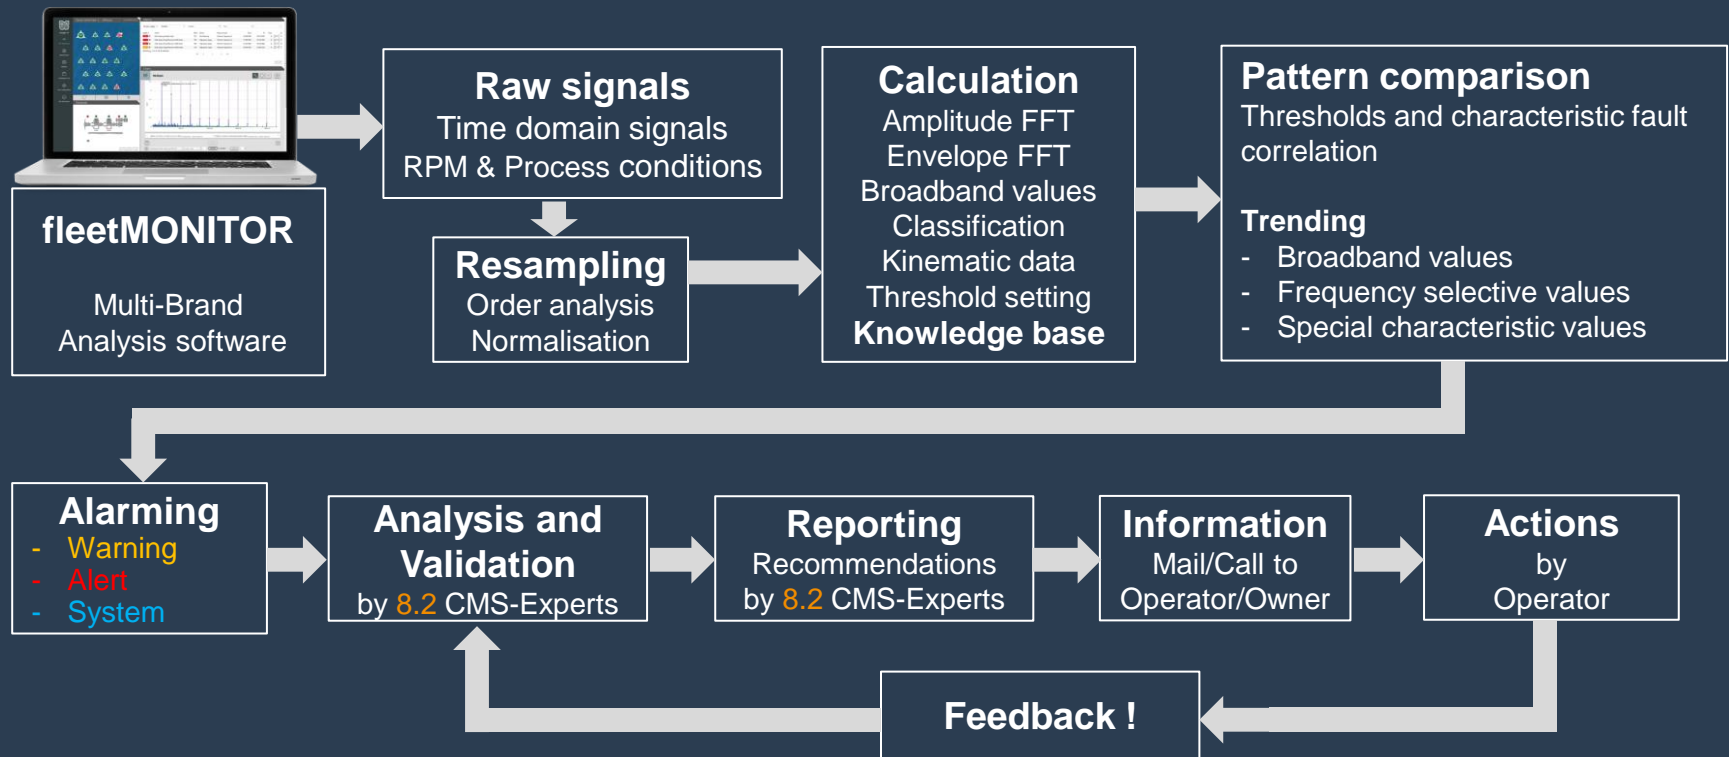 fleetMONITOR
Multi-Brand
Analysis software
Raw signals
Time domain signals
RPM & Process conditions
Resampling
Order analysis
Normalisation
Calculation
Amplitude FFT
Envelope FFT
Broadband values
Classification
Kinematic data
Threshold setting
Knowledge base
Pattern comparison
Thresholds and characteristic fault
correlation
Trending
- Broadband values
- Frequency selective values
- Special characteristic values
Alarming
- Warning
- Alert
- System
Analysis and
Validation
by 8.2 CMS-Experts
Reporting
Recommendations
by 8.2 CMS-Experts
Information
Mail/Call to
Operator/Owner
Actions
by
Operator
Feedback !